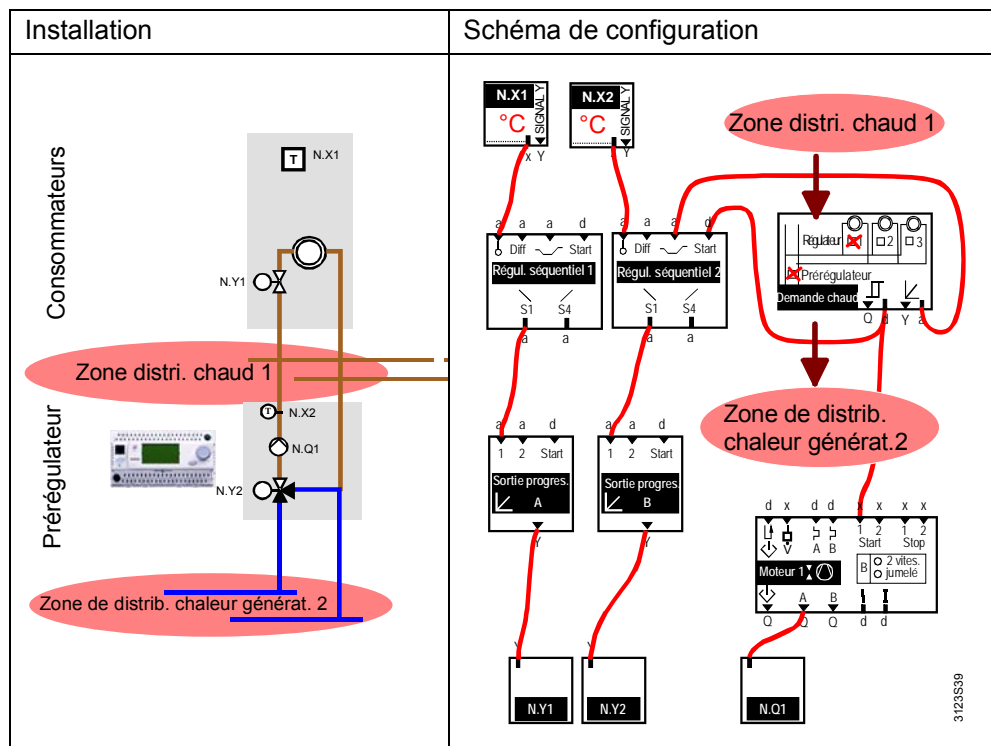 Installation
Schéma de configuration
Consommateurs
T
N.X1
N.Y1
Zone distri. chaud 1
Prérégulateur
T
N.X2
N.Q1
N.Y2
Zone de distrib. chaleur générat. 2
N.X1
°C
SIGNAL Y
x Y
N.X2
°C
SIGNAL Y
Y
Zone distri. chaud 1
a a a d
Diff Start
Régul. séquentiel 1
S1 S4
a a
a a a d
Diff Start
Régul. séquentiel 2
S1 S4
a a
Régulateur 1 2 3
Prérégulateur
Demande chaud
Q d Y a
Zone de distrib.
chaleur générat.2
a a d
1 2 Start
Sortie progres.
A
Y
a a d
1 2 Start
Sortie progres.
B
Y
d x d d x x x x
V A B 1 2 1 2
Start Stop
Moteur 1
B 2 vites.
jumelé
A B
Q Q Q d d
Y
N.Y1
Y
N.Y2
N.Q1
3123S39